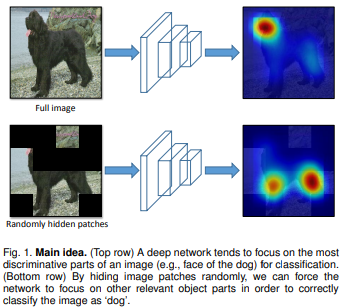 Full image
Randomly hidden patches
Fig. 1. Main idea. (Top row) A deep network tends to focus on the most
discriminative parts of an image (e.g., face of the dog) for classification.
(Bottom row) By hiding image patches randomly, we can force the
network to focus on other relevant object parts in order to correctly
classify the image as ‘dog’.